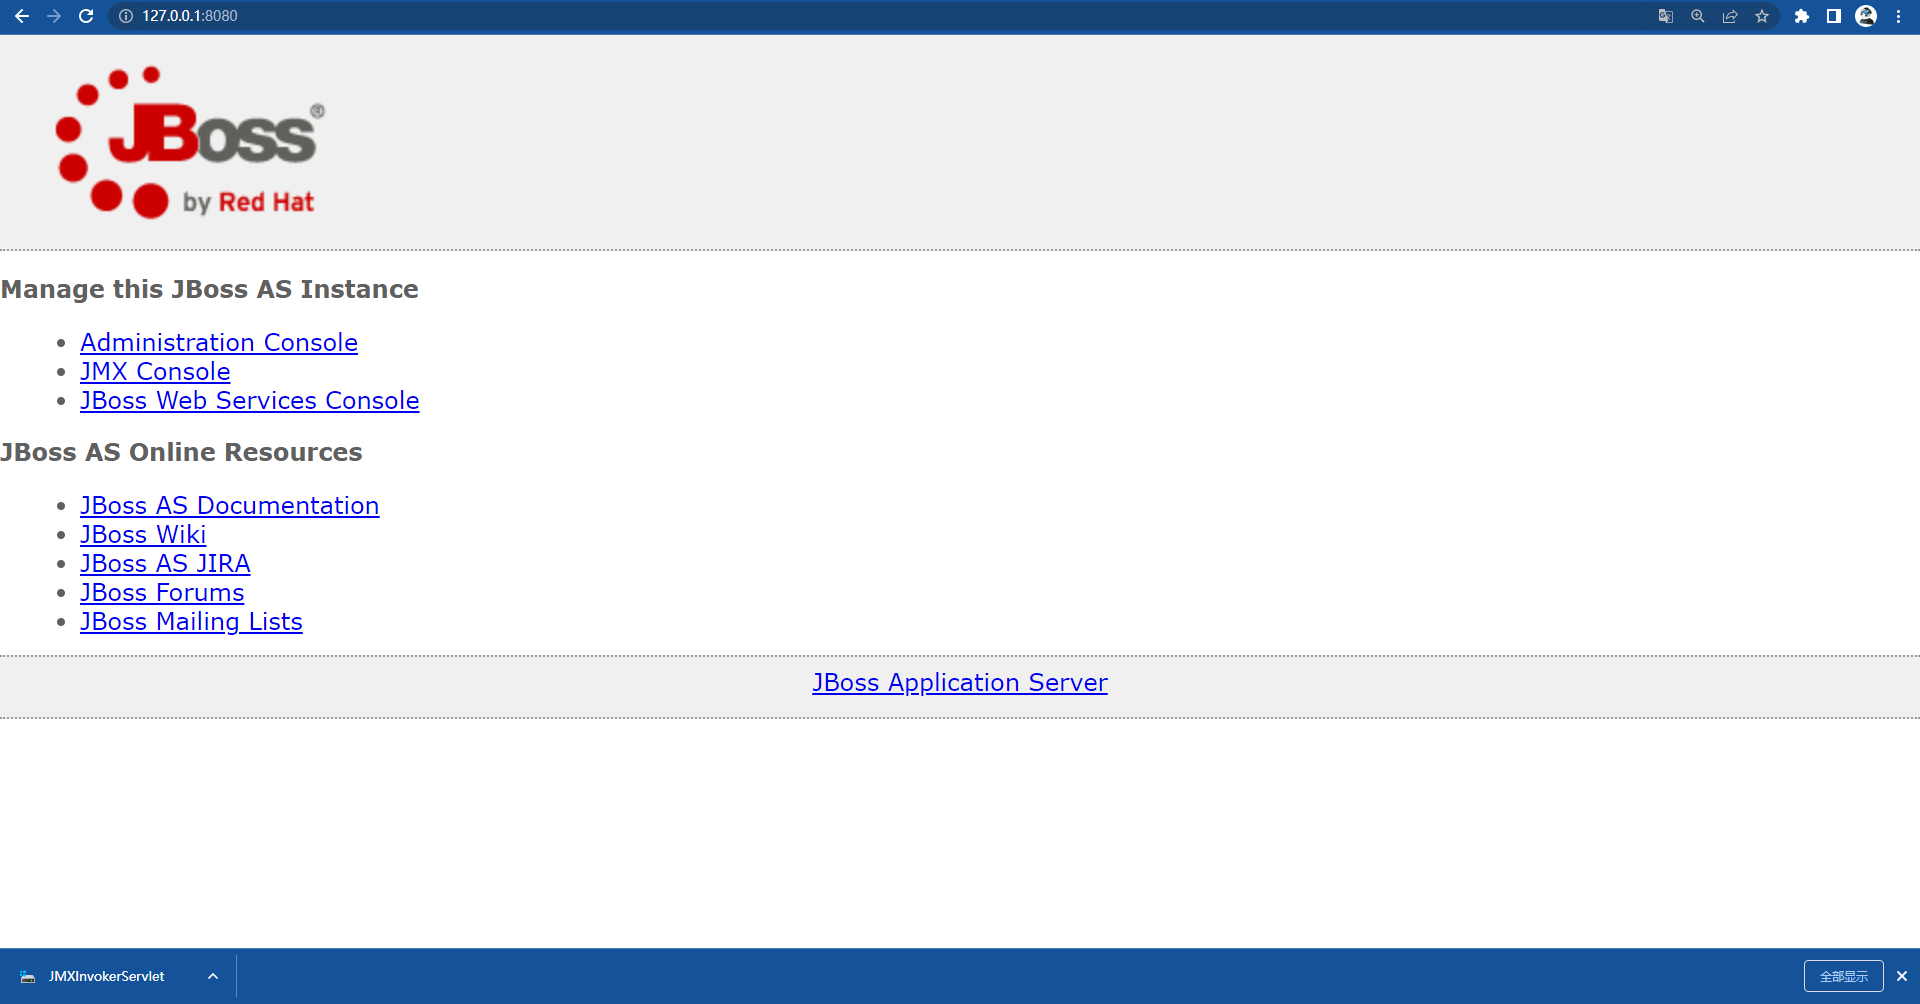 127.0.0.1:8080
JBoss®
by Red Hat
Manage this JBoss AS Instance
Administration Console
JMX Console
JBoss Web Services Console
JBoss AS Online Resources
JBoss AS Documentation
JBoss Wiki
JBoss AS JIRA
JBoss Forums
JBoss Mailing Lists
JBoss Application Server
JMXInvokerServlet
全部显示